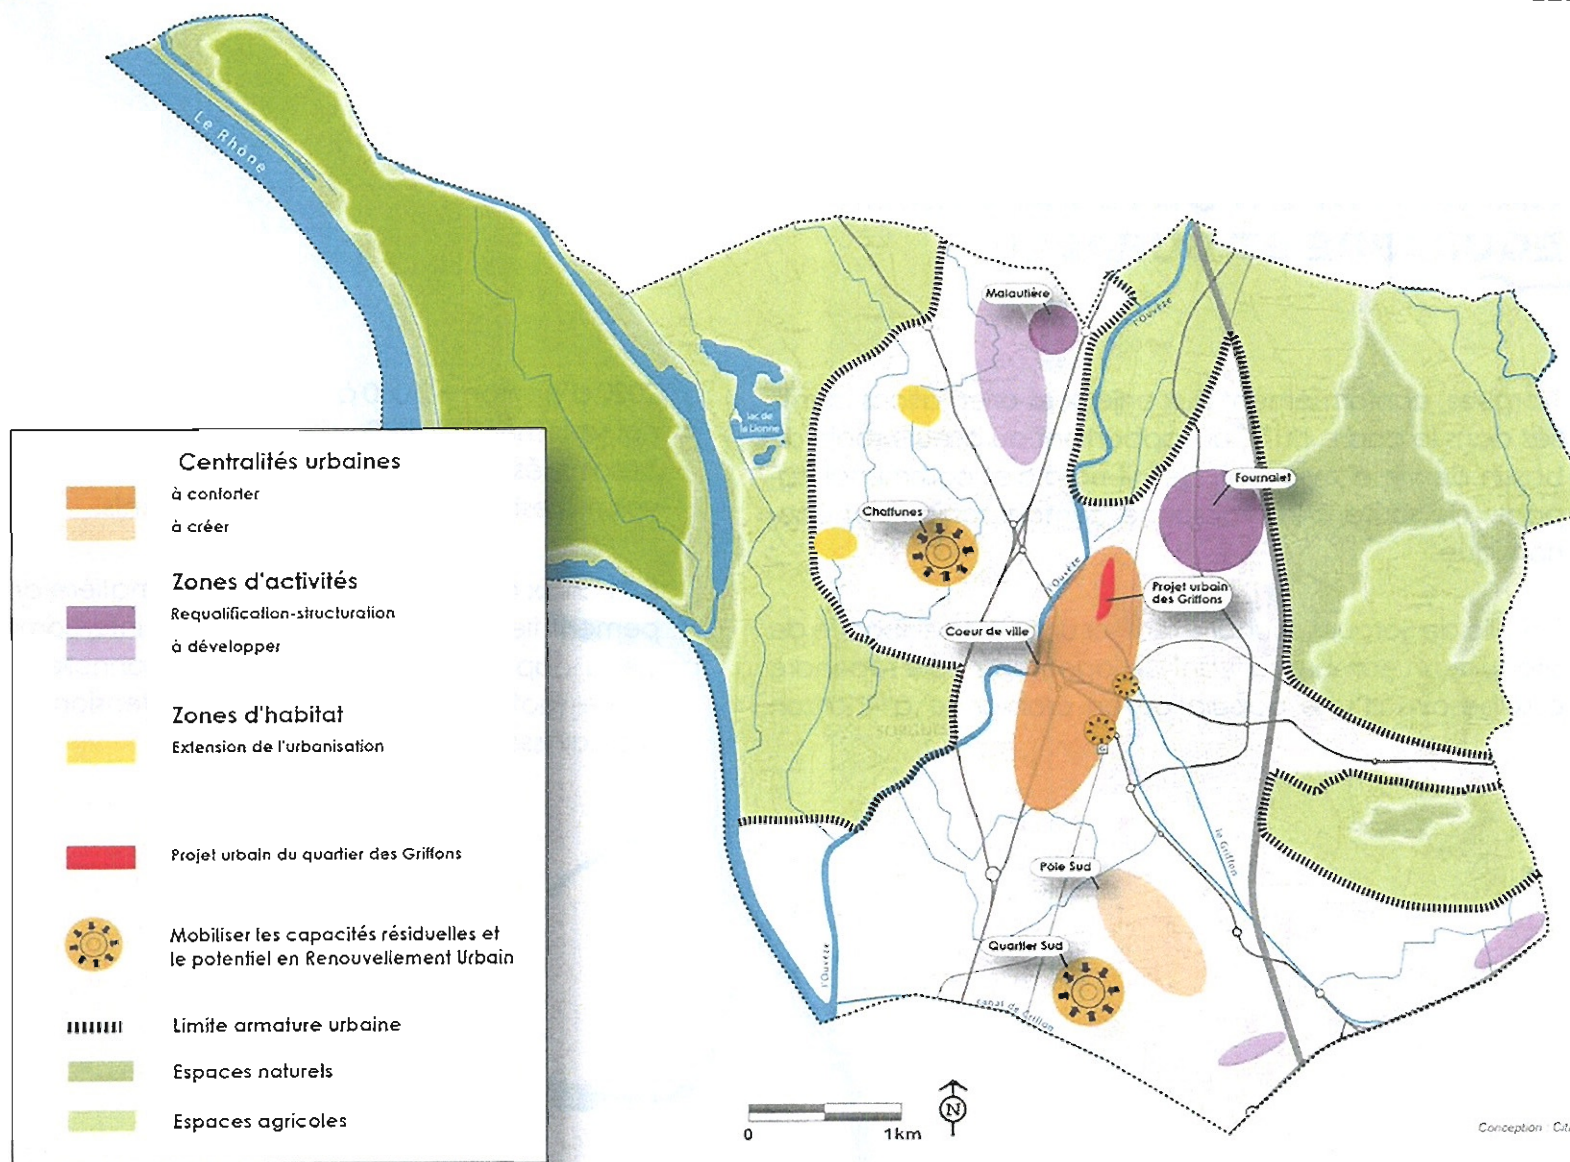 Centralités urbaines
à conforter
à créer
Zones d'activités
Requalification-structuration
à développer
Zones d'habitat
Extension de l'urbanisation
Projet urbain du quartier des Griffons
Mobiliser les capacités résiduelles et
le potentiel en Renouvellement Urbain
Limite armature urbaine
Espaces naturels
Espaces agricoles
Le Rhône
lac de
la Lionne
Malautière
l'Ouvèze
Fournalet
Chaffunes
Ouvèze
Projet urbain
des Griffons
Coeur de ville
le Griffon
Pôle Sud
Quartier Sud
l'Ouvèze
canal de Griffon
0
1km
N
Conception :